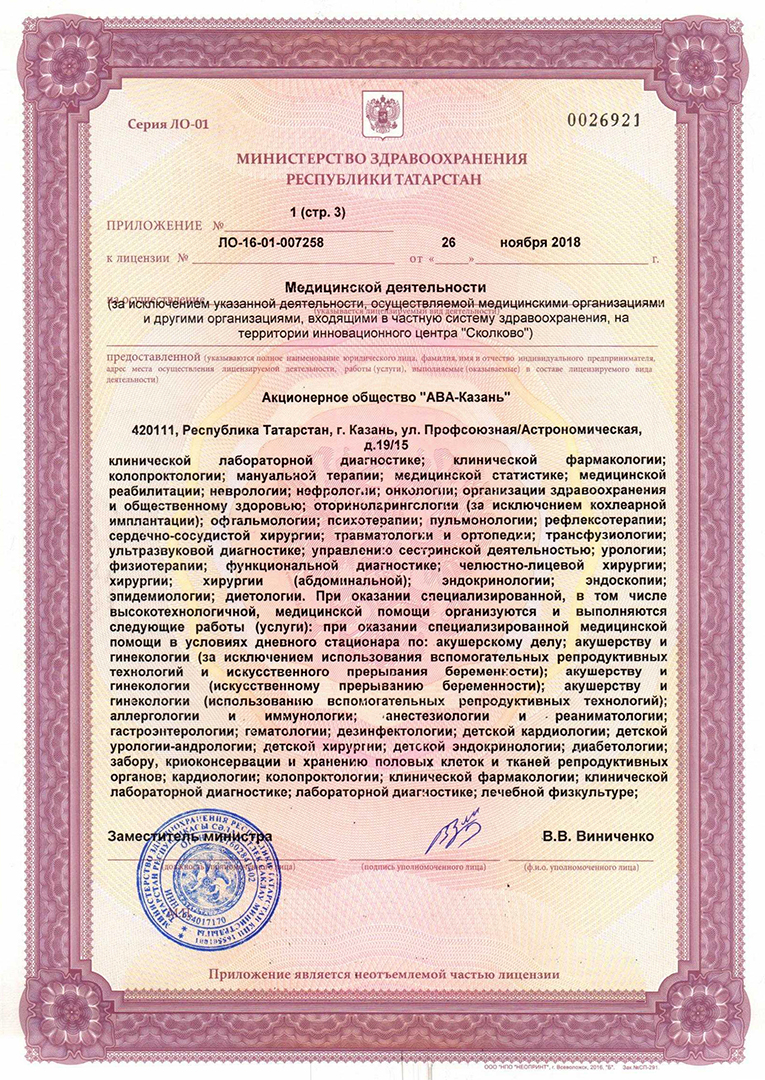 Серия ЛО-01
0026921
МИНИСТЕРСТВО ЗДРАВООХРАНЕНИЯ
РЕСПУБЛИКИ ТАТАРСТАН
1 (стр. 3)
ПРИЛОЖЕНИЕ №
ЛО-16-01-007258 26 ноября 2018
к лицензии № от « » г.
Медицинской деятельности
на осуществление
(за исключением указанной деятельности, осуществляемой медицинскими организациями
(указывается лицензируемый вид деятельности)
и другими организациями, входящими в частную систему здравоохранения, на
территории инновационного центра "Сколково")
предоставленной (указываются полное наименование юридического лица, фамилия, имя и отчество индивидуального предпринимателя,
адрес места осуществления лицензируемой деятельности, работы (услуги), выполняемые (оказываемые) в составе лицензируемого вида
деятельности)
Акционерное общество "АВА-Казань"
420111, Республика Татарстан, г. Казань, ул. Профсоюзная/Астрономическая,
д.19/15
клинической лабораторной диагностике; клинической фармакологии;
колопроктологии; мануальной терапии; медицинской статистике; медицинской
реабилитации; неврологии; нефрологии; онкологии; организации здравоохранения
и общественному здоровью; оториноларингологии (за исключением кохлеарной
имплантации); офтальмологии; психотерапии; пульмонологии; рефлексотерапии;
сердечно-сосудистой хирургии; травматологии и ортопедии; трансфузиологии;
ультразвуковой диагностике; управлению сестринской деятельностью; урологии;
физиотерапии; функциональной диагностике; челюстно-лицевой хирургии;
хирургии; хирургии (абдоминальной); эндокринологии; эндоскопии;
эпидемиологии; диетологии. При оказании специализированной, в том числе
высокотехнологичной, медицинской помощи организуются и выполняются
следующие работы (услуги): при оказании специализированной медицинской
помощи в условиях дневного стационара по: акушерскому делу; акушерству и
гинекологии (за исключением использования вспомогательных репродуктивных
технологий и искусственного прерывания беременности); акушерству и
гинекологии (искусственному прерыванию беременности); акушерству и
гинекологии (использованию вспомогательных репродуктивных технологий);
аллергологии и иммунологии; анестезиологии и реаниматологии;
гастроэнтерологии; гематологии; дезинфектологии; детской кардиологии; детской
урологии-андрологии; детской хирургии; детской эндокринологии; диабетологии;
забору, криоконсервации и хранению половых клеток и тканей репродуктивных
органов; кардиологии; колопроктологии; клинической фармакологии; клинической
лабораторной диагностике; лабораторной диагностике; лечебной физкультуре;
Заместитель министра В.В. Виниченко
(должность уполномоченного лица) (подпись уполномоченного лица) (ф.и.о. уполномоченного лица)
МИНИСТЕРСТВО ЗДРАВООХРАНЕНИЯ РЕСПУБЛИКИ ТАТАРСТАН
Приложение является неотъемлемой частью лицензии
ООО "НПО "НЕОПРИНТ", г. Всеволожск, 2016, "Б". Зак.№СП-291.